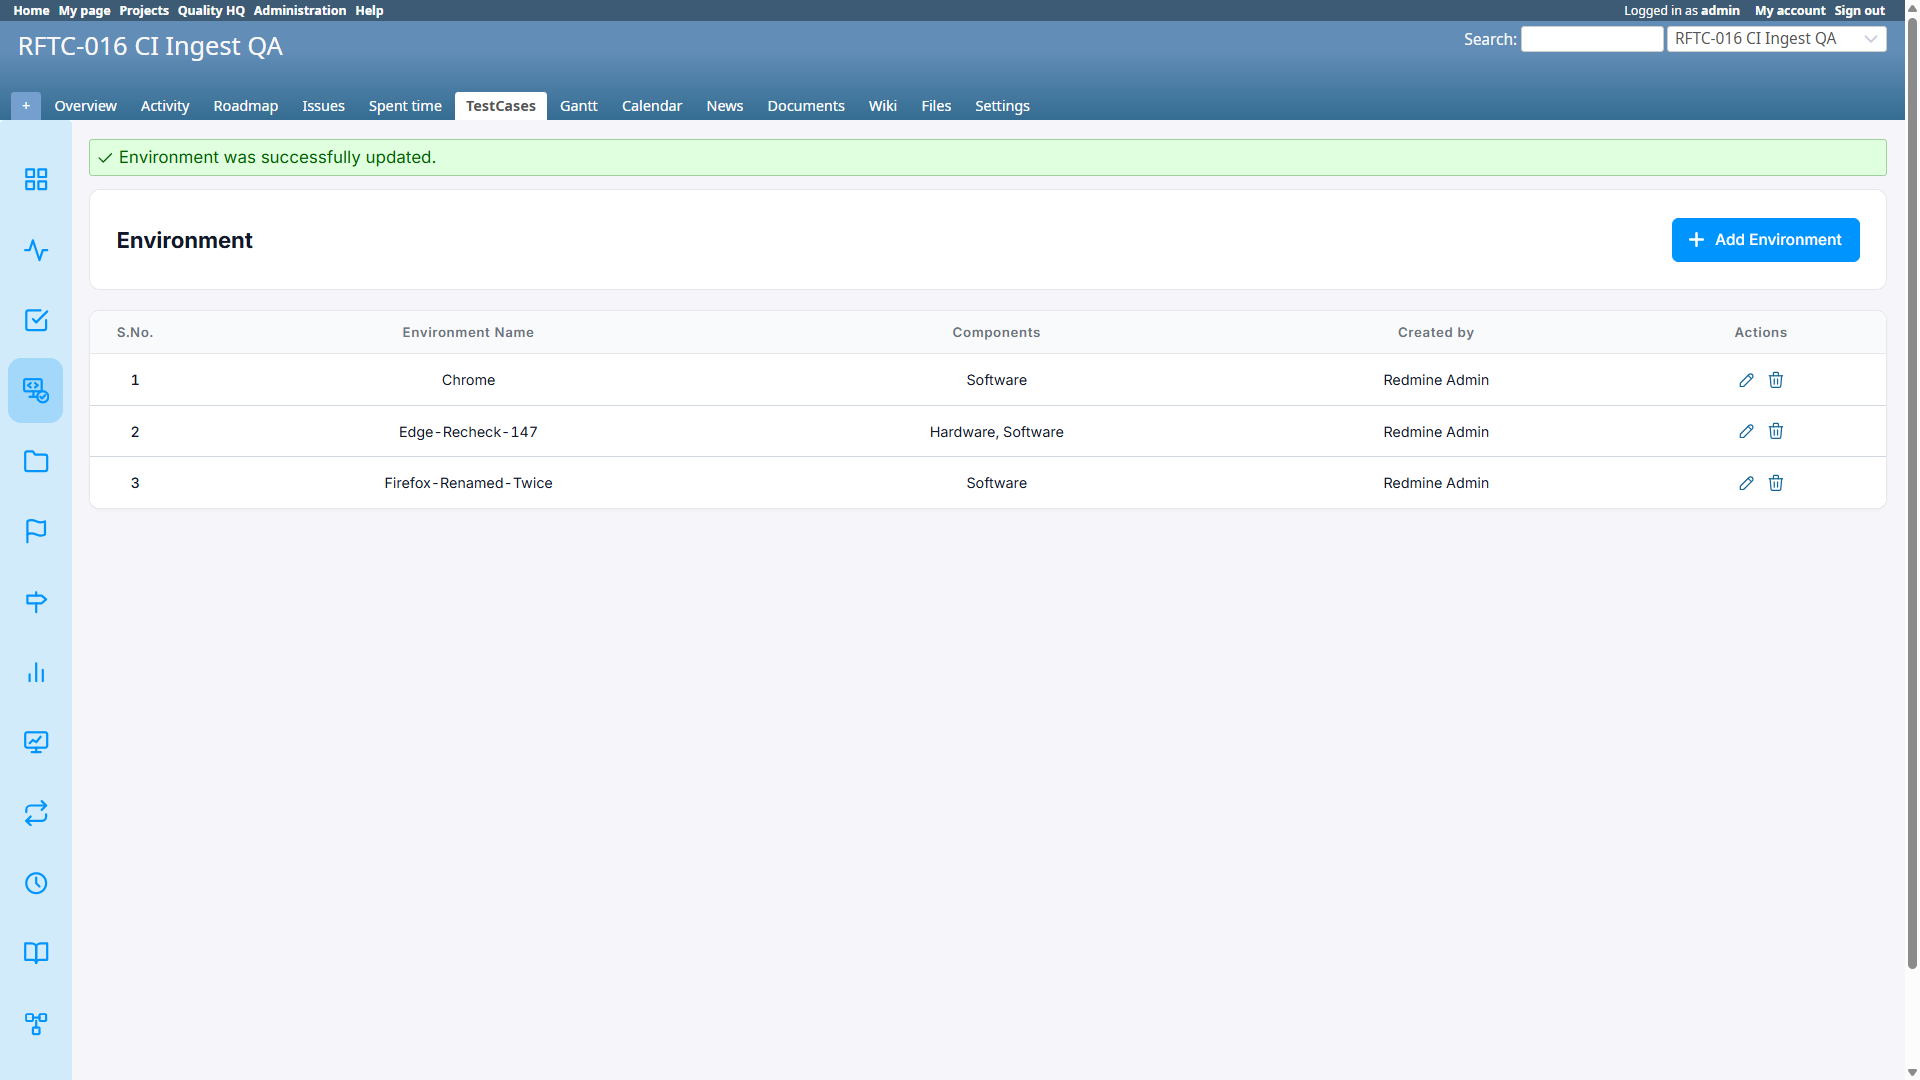 Home My page Projects Quality HQ Administration Help
Logged in as admin My account Sign out
RFTC-016 CI Ingest QA
Search:
RFTC-016 CI Ingest QA
+ Overview Activity Roadmap Issues Spent time TestCases Gantt Calendar News Documents Wiki Files Settings
Environment was successfully updated.
Environment
Add Environment
S.No. Environment Name Components Created by Actions
1 Chrome Software Redmine Admin
2 Edge-Recheck-147 Hardware, Software Redmine Admin
3 Firefox-Renamed-Twice Software Redmine Admin